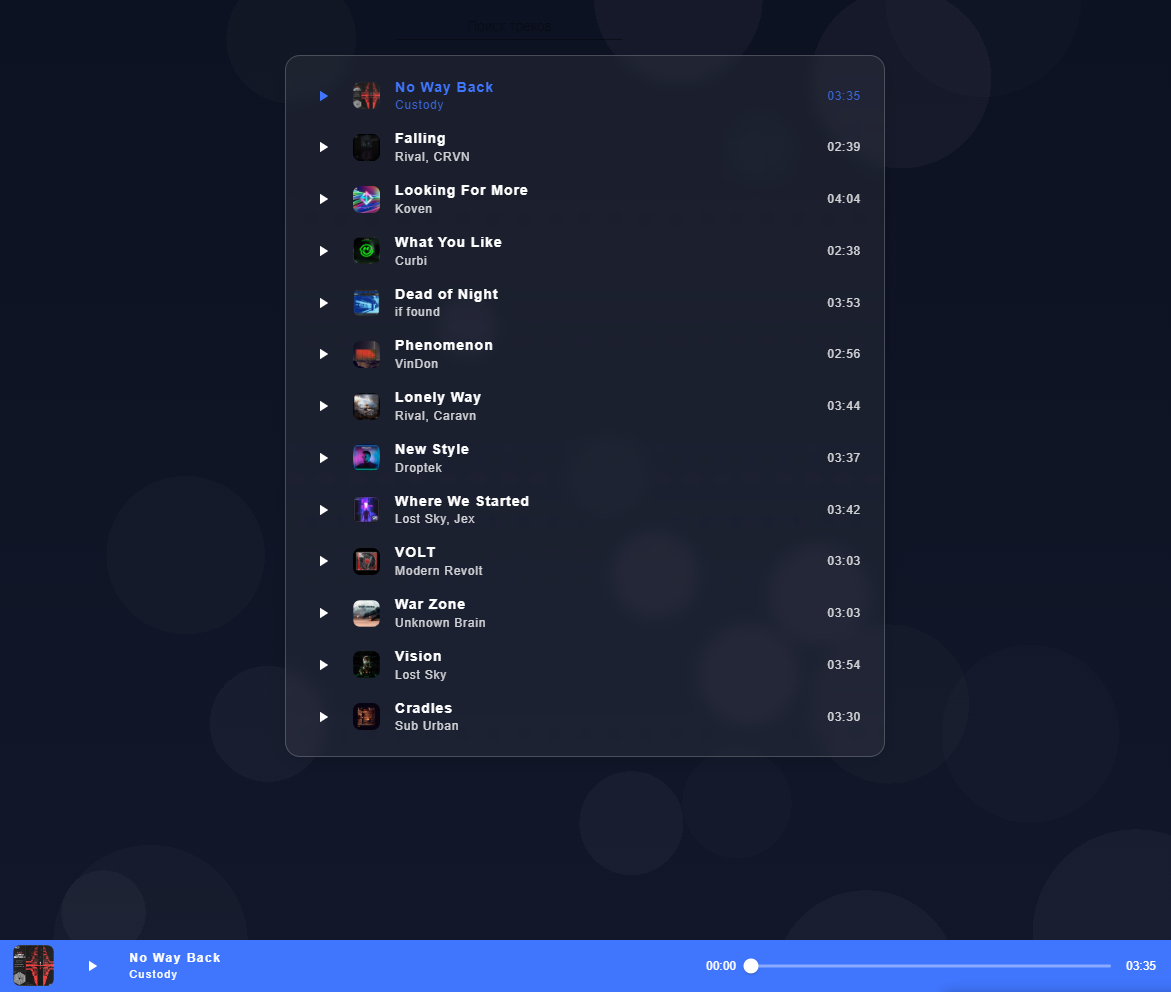 Поиск треков
No Way Back
Custody
03:35
Falling
Rival, CRVN
02:39
Looking For More
Koven
04:04
What You Like
Curbi
02:38
Dead of Night
if found
03:53
Phenomenon
VinDon
02:56
Lonely Way
Rival, Caravn
03:44
New Style
Droptek
03:37
Where We Started
Lost Sky, Jex
03:42
VOLT
Modern Revolt
03:03
War Zone
Unknown Brain
03:03
Vision
Lost Sky
03:54
Cradles
Sub Urban
03:30
No Way Back
Custody
00:00
03:35